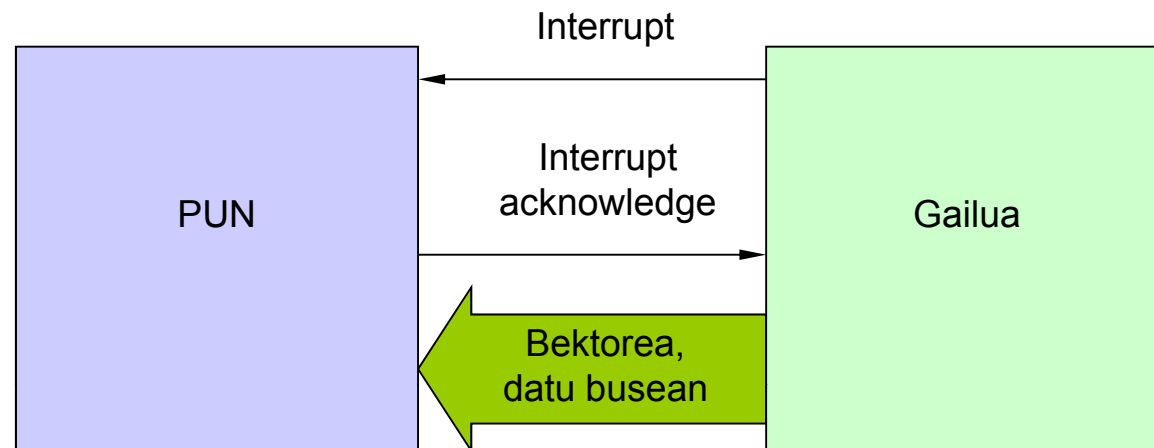 Interrupt
Interrupt
acknowledge
PUN
Gailua
Bektorea,
datu busean